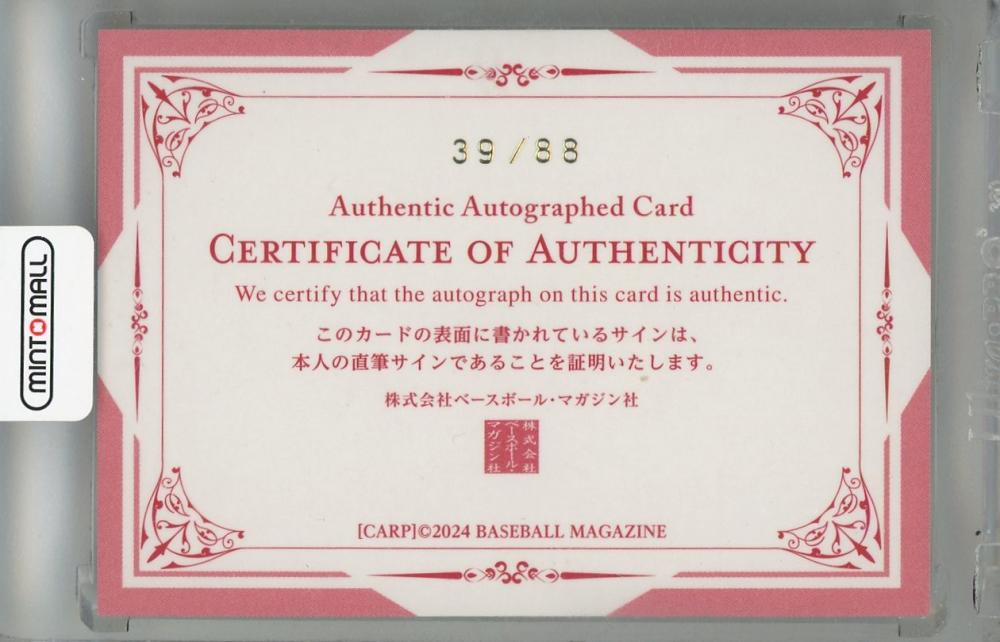 39/88
Authentic Autographed Card
CERTIFICATE OF AUTHENTICITY
We certify that the autograph on this card is authentic.
このカードの表面に書かれているサインは、
本人の直筆サインであることを証明いたします。
株式会社ベースボール・マガジン社
株式会社
ベースボール・
マガジン社
[CARP]©2024 BASEBALL MAGAZINE
MINTOMALL